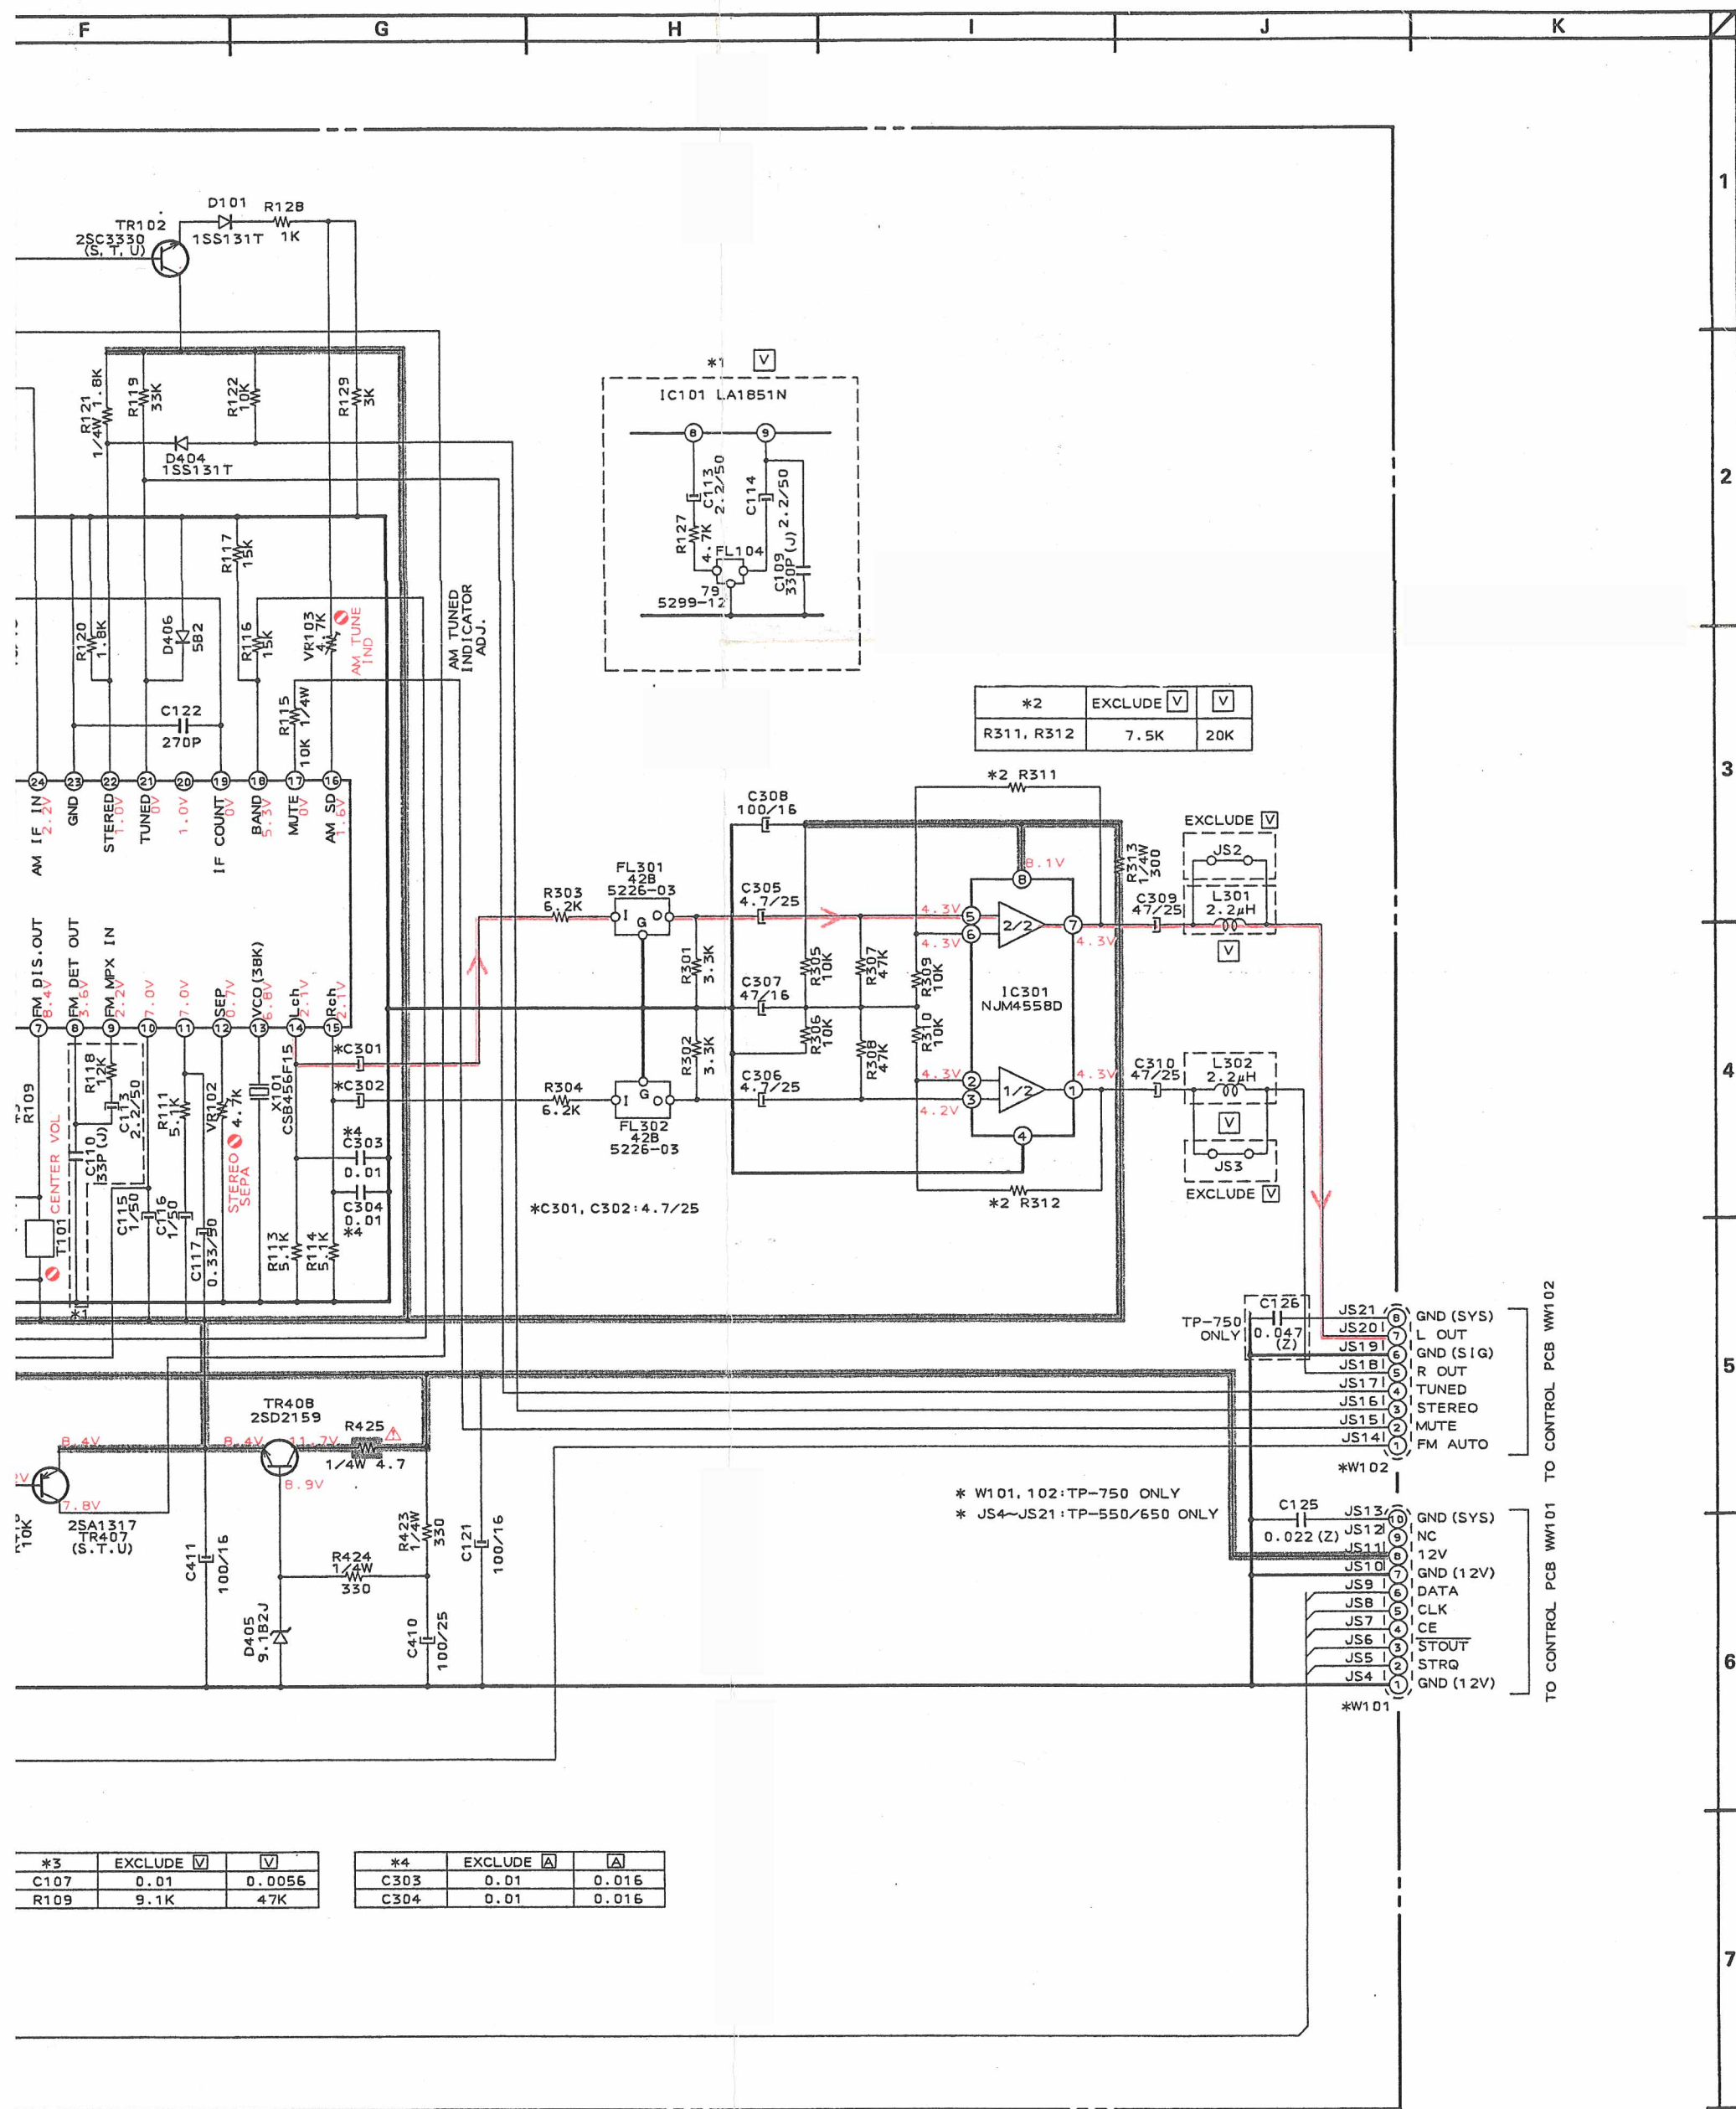 F G H I J K
1
D101
R128
TR102
2SC3330
(S, T, U)
1SS131T
1K
R121
1/4W 1.8K
R119
33K
R122
10K
R129
3K
D404
1SS131T
*1 V
IC101 LA1851N
8 9
C113
2.2/50
C114
2.2/50
R127
4.7K
FL104
79
5299-12
C109
330P(J)
2
R117
15K
R120
1.8K
D406
5B2
R116
15K
VR103
4.7K
AM TUNE
IND
AM TUNED
INDICATOR
ADJ.
C122
270P
R115
10K 1/4W
*2 EXCLUDE V V
R311, R312 7.5K 20K
3
24 23 22 21 20 19 18 17 16
AM IF IN
2.2V
GND
STERED
1.0V
TUNED
0V
1.0V
IF COUNT
0V
BAND
5.3V
MUTE
0V
AM SD
1.6V
*2 R311
C308
100/16
8.1V
8
R313
1/4W
300
EXCLUDE V
JS2
L301
2.2µH
V
C309
47/25
FL301
42B
5226-03
I G O
R303
6.2K
C305
4.7/25
4.3V 5
4.3V 6
2/2
7
4.3V
R301
3.3K
R305
10K
R307
47K
R309
10K
C307
47/16
IC301
NJM4558D
FM DIS.OUT
8.4V
FM DET OUT
3.6V
FM MPX IN
2.2V
7.0V
7.0V
SEP
0.7V
VCO(38K)
6.8V
Lch
2.1V
Rch
2.1V
7 8 9 10 11 12 13 14 15
R302
3.3K
R306
10K
R308
47K
R310
10K
*C301
*C302
R304
6.2K
I G O
FL302
42B
5226-03
C306
4.7/25
4.3V 2
4.2V 3
1/2
1
4.3V
4
C310
47/25
L302
2.2µH
V
JS3
EXCLUDE V
4
R109
R118
12K
C113
2.2/50
R111
5.1K
VR102
4.7K
X101
CSB456F15
CENTER VOL
C110
33P(J)
STEREO
SEPA
*4
C303
0.01
C304
0.01
*4
*C301, C302:4.7/25
*2 R312
T101
C115
1/50
C116
1/50
C117
0.33/50
R113
5.1K
R114
5.1K
*1
TP-750
ONLY
C126
0.047
(Z)
JS21 8 GND(SYS)
JS20 7 L OUT
JS19 6 GND(SIG)
JS18 5 R OUT
JS17 4 TUNED
JS16 3 STEREO
JS15 2 MUTE
JS14 1 FM AUTO
*W102
TO CONTROL PCB WW102
5
TR408
2SD2159
R425
8.4V
8.4V
11.7V
1/4W 4.7
8.9V
7.8V
2SA1317
TR407
(S.T.U)
10K
C411
100/16
R423
1/4W
330
R424
1/4W
330
C121
100/16
D405
9.1B2J
C410
100/25
* W101, 102:TP-750 ONLY
* JS4~JS21:TP-550/650 ONLY
C125
0.022(Z)
JS13 10 GND(SYS)
JS12 9 NC
JS11 8 12V
JS10 7 GND(12V)
JS9 6 DATA
JS8 5 CLK
JS7 4 CE
JS6 3 STOUT
JS5 2 STRQ
JS4 1 GND(12V)
*W101
TO CONTROL PCB WW101
6
*3 EXCLUDE V V
C107 0.01 0.0056
R109 9.1K 47K
*4 EXCLUDE A A
C303 0.01 0.016
C304 0.01 0.016
7